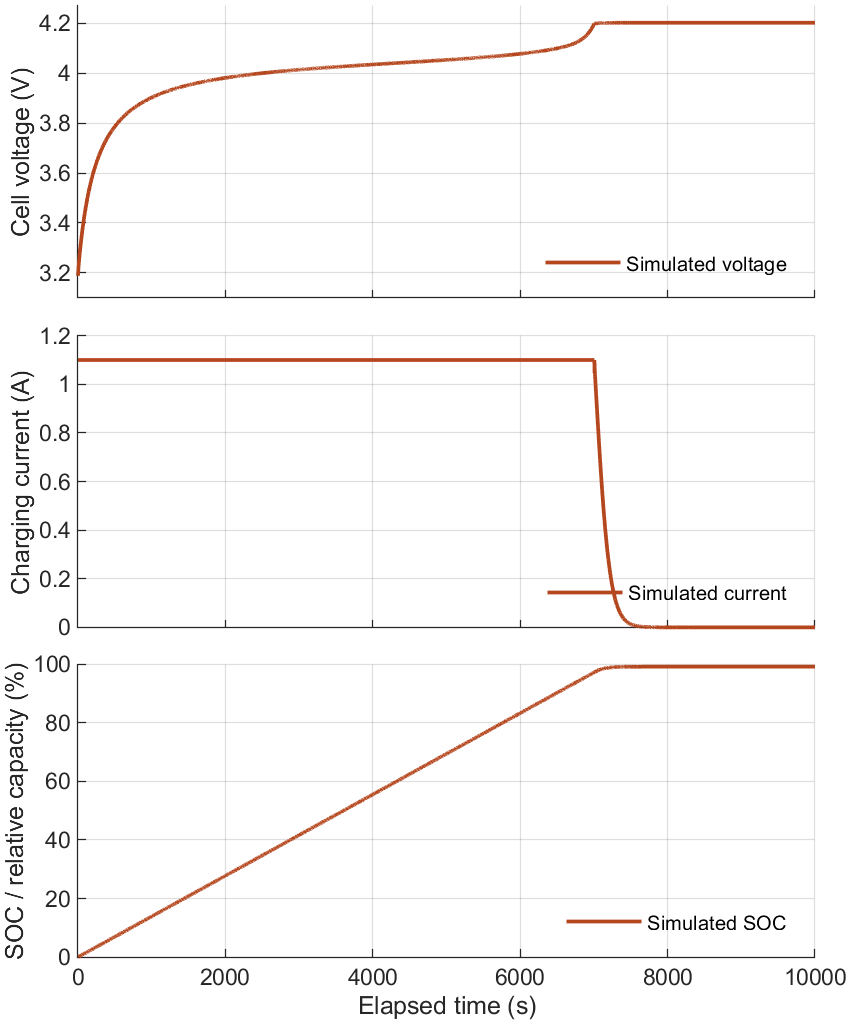 4.2
4
3.8
3.6
3.4
3.2
Cell voltage (V)
Simulated voltage
1.2
1
0.8
0.6
0.4
0.2
0
Charging current (A)
Simulated current
100
80
60
40
20
0
SOC / relative capacity (%)
Simulated SOC
0 2000 4000 6000 8000 10000
Elapsed time (s)